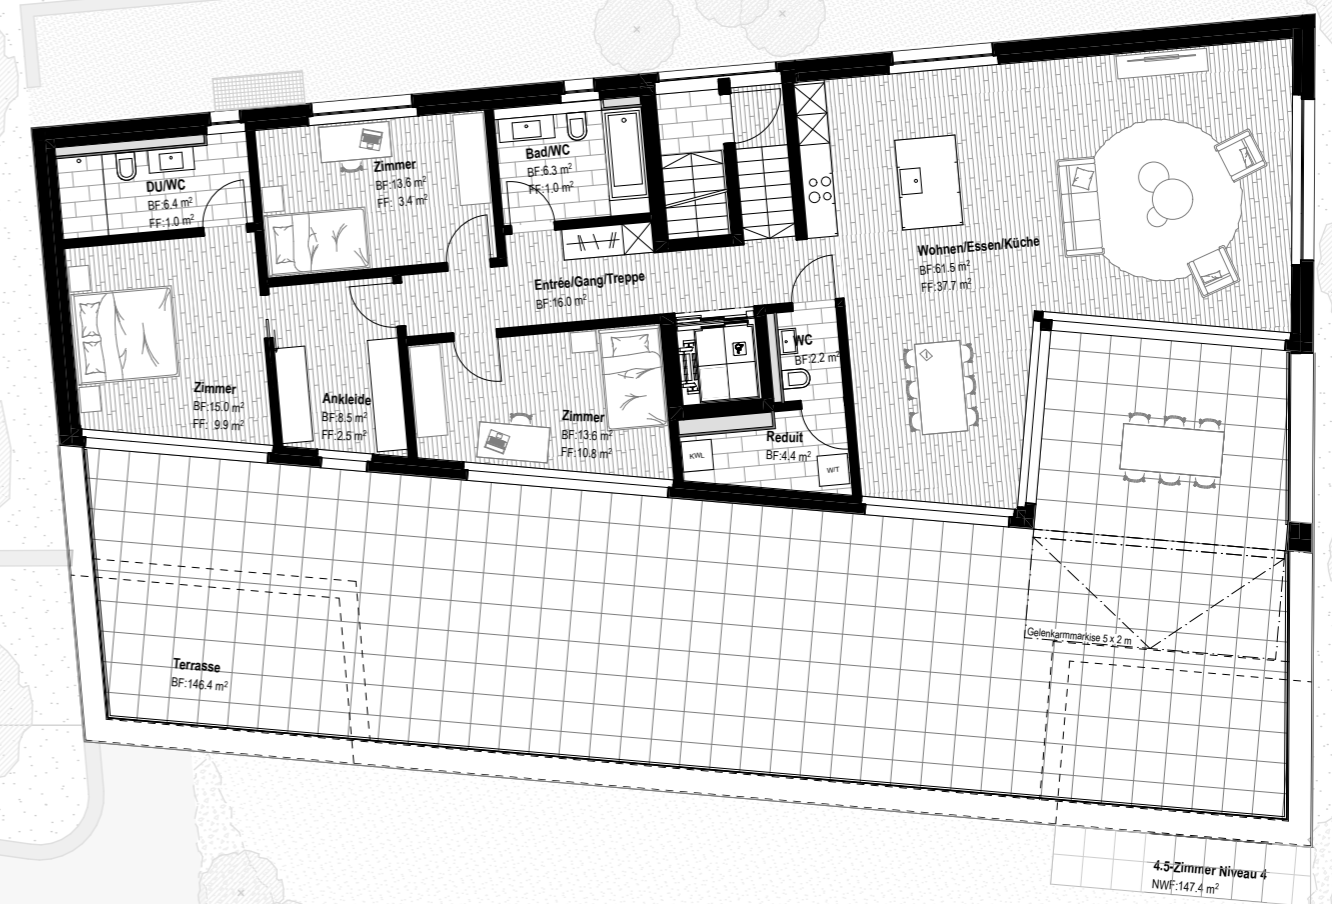 DU/WC
BF:6.4 m²
FF:1.0 m²
Zimmer
BF:13.6 m²
FF: 3.4 m²
Bad/WC
BF:6.3 m²
FF:1.0 m²
Wohnen/Essen/Küche
BF:61.5 m²
FF:37.7 m²
Entrée/Gang/Treppe
BF:16.0 m²
WC
BF:2.2 m²
Zimmer
BF:15.0 m²
FF: 9.9 m²
Ankleide
BF:8.5 m²
FF:2.5 m²
Zimmer
BF:13.6 m²
FF:10.8 m²
Reduit
BF:4.4 m²
KWL
W/T
Gelenkarmmarkise 5 x 2 m
Terrasse
BF:146.4 m²
4.5-Zimmer Niveau 4
NWF:147.4 m²